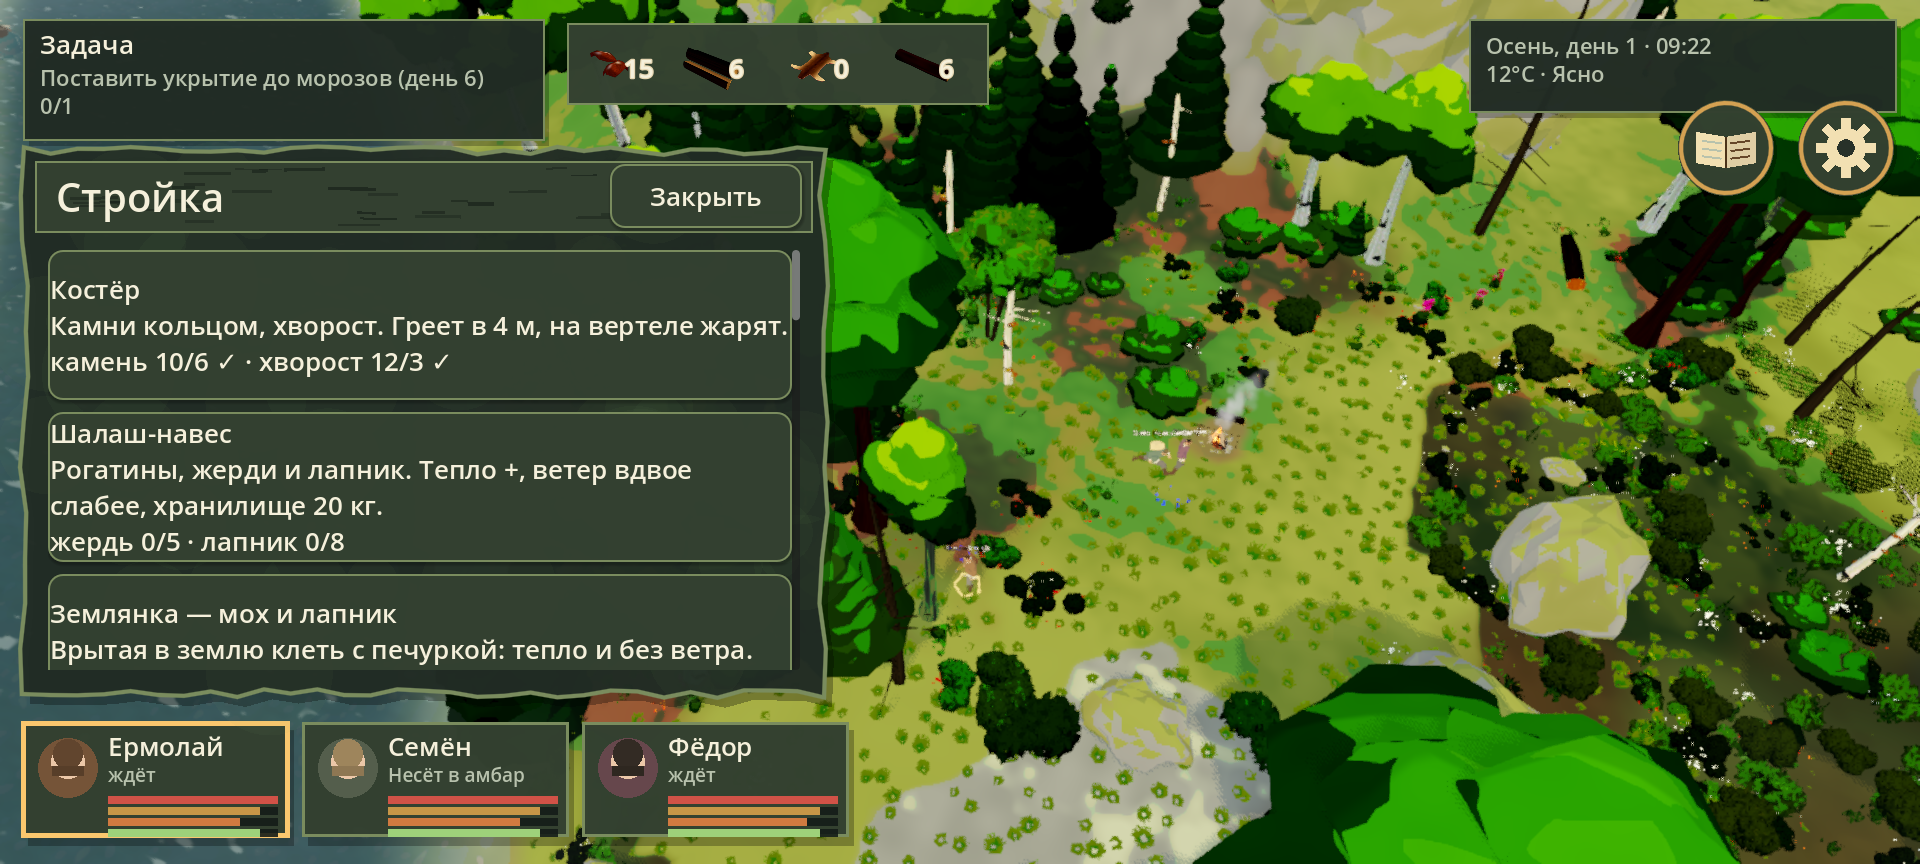 Задача
Поставить укрытие до морозов (день 6)
0/1
15 6 0 6
Осень, день 1 · 09:22
12°C · Ясно
Стройка
Закрыть
Костёр
Камни кольцом, хворост. Греет в 4 м, на вертеле жарят.
камень 10/6 ✓ · хворост 12/3 ✓
Шалаш-навес
Рогатины, жерди и лапник. Тепло +, ветер вдвое
слабее, хранилище 20 кг.
жердь 0/5 · лапник 0/8
Землянка — мох и лапник
Врытая в землю клеть с печуркой: тепло и без ветра.
Ермолай
ждёт
Семён
Несёт в амбар
Фёдор
ждёт